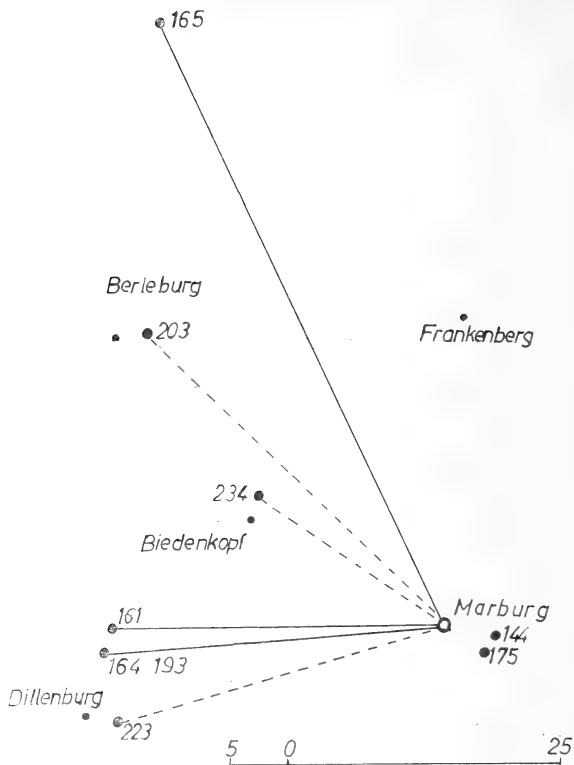 165
Berleburg
203
Frankenberg
234
Biedenkopf
Marburg
161
144
164 193
175
Dillenburg
223
5 0 25